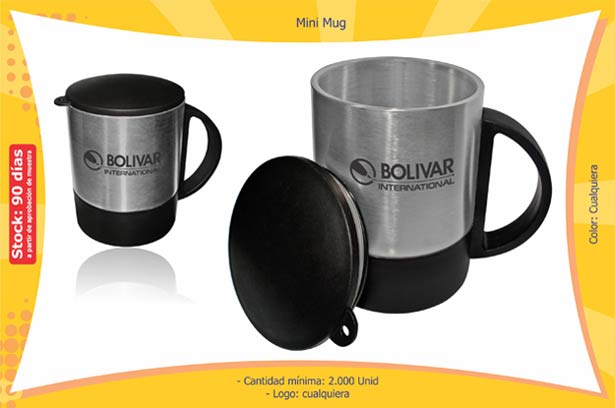 Mini Mug
Stock: 90 días
a partir de aprobación de muestra
BOLIVAR
INTERNATIONAL
BOLIVAR
INTERNATIONAL
Color: Cualquiera
- Cantidad mínima: 2.000 Unid
- Logo: cualquiera